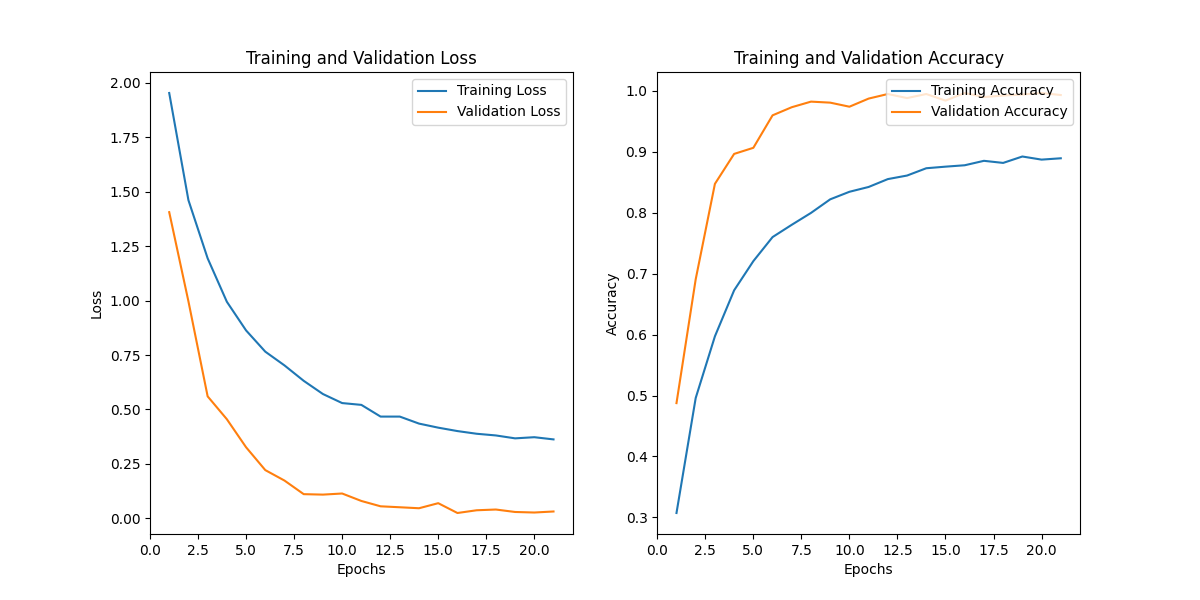 Training and Validation Loss
2.00
1.75
1.50
1.25
1.00
0.75
0.50
0.25
0.00
Loss
0.0 2.5 5.0 7.5 10.0 12.5 15.0 17.5 20.0
Epochs
Training Loss
Validation Loss
Training and Validation Accuracy
1.0
0.9
0.8
0.7
0.6
0.5
0.4
0.3
Accuracy
0.0 2.5 5.0 7.5 10.0 12.5 15.0 17.5 20.0
Epochs
Training Accuracy
Validation Accuracy